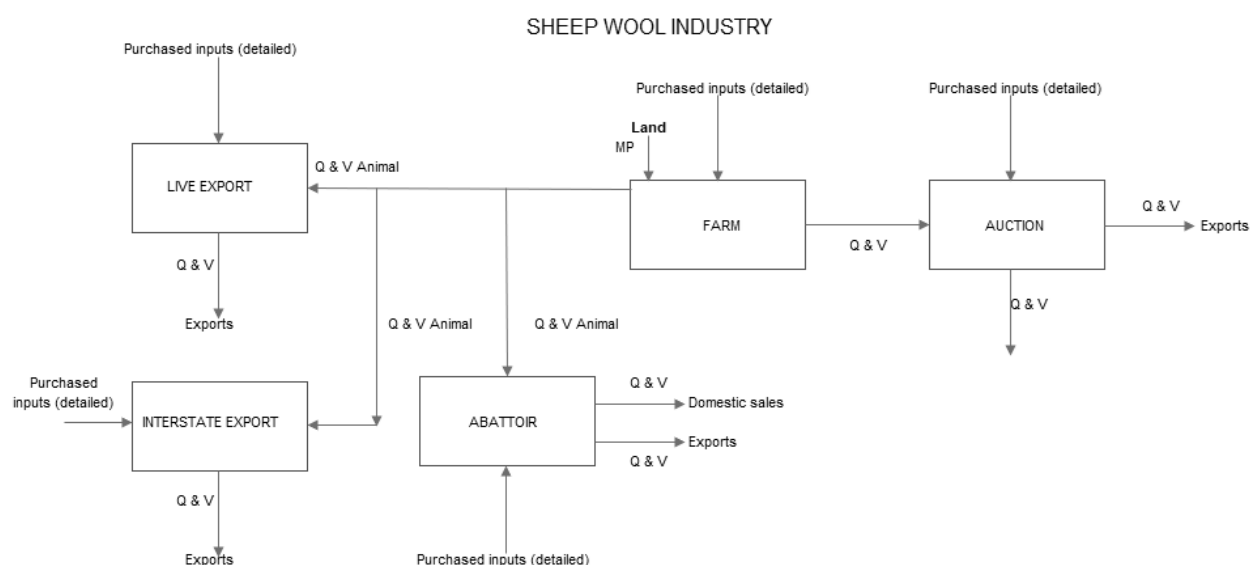 SHEEP WOOL INDUSTRY
Purchased inputs (detailed)
Purchased inputs (detailed)
Purchased inputs (detailed)
Land
MP
Q & V Animal
LIVE EXPORT
FARM
AUCTION
Q & V
Exports
Q & V
Q & V
Exports
Q & V
Q & V Animal
Q & V Animal
Purchased
inputs (detailed)
INTERSTATE EXPORT
ABATTOIR
Q & V
Domestic sales
Exports
Q & V
Q & V
Exports
Purchased inputs (detailed)